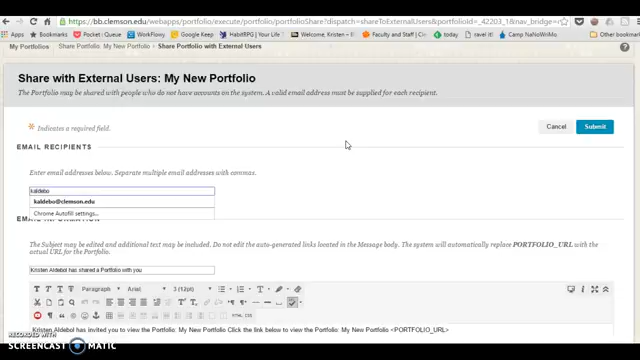 https://bb.clemson.edu/webapps/portfolio/execute/portfolio/portfolioShare?dispatch=shareToExternalUsers&portfolioId=_42203_1&nav_bridge=
Apps Bookmarks Pocket : Queue WorkFlowy Google Keep HabitRPG | Your Life Welcome, Kristen Faculty and Staff | Clem today ravel it! Camp NaNoWriMo Other bookmarks
My Portfolios Share Portfolio: My New Portfolio Share Portfolio with External Users
Share with External Users: My New Portfolio
The Portfolio may be shared with people who do not have accounts on the system. A valid email address must be supplied for each recipient.
* Indicates a required field.
Cancel Submit
EMAIL RECIPIENTS
Enter email addresses below. Separate multiple email addresses with commas.
kaldebo
kaldebo@clemson.edu
Chrome Autofill settings...
EMAIL INFORMATION
The Subject may be edited and additional text may be included. Do not edit the auto-generated links located in the Message body. The system will automatically replace PORTFOLIO_URL with the
actual URL for the Portfolio.
Kristen Aldebol has shared a Portfolio with you
T T T T Paragraph Arial 3 (12pt)
HTML CSS
Kristen Aldebol has invited you to view the Portfolio: My New Portfolio Click the link below to view the Portfolio: My New Portfolio <PORTFOLIO_URL>
RECORDED WITH
SCREENCAST MATIC